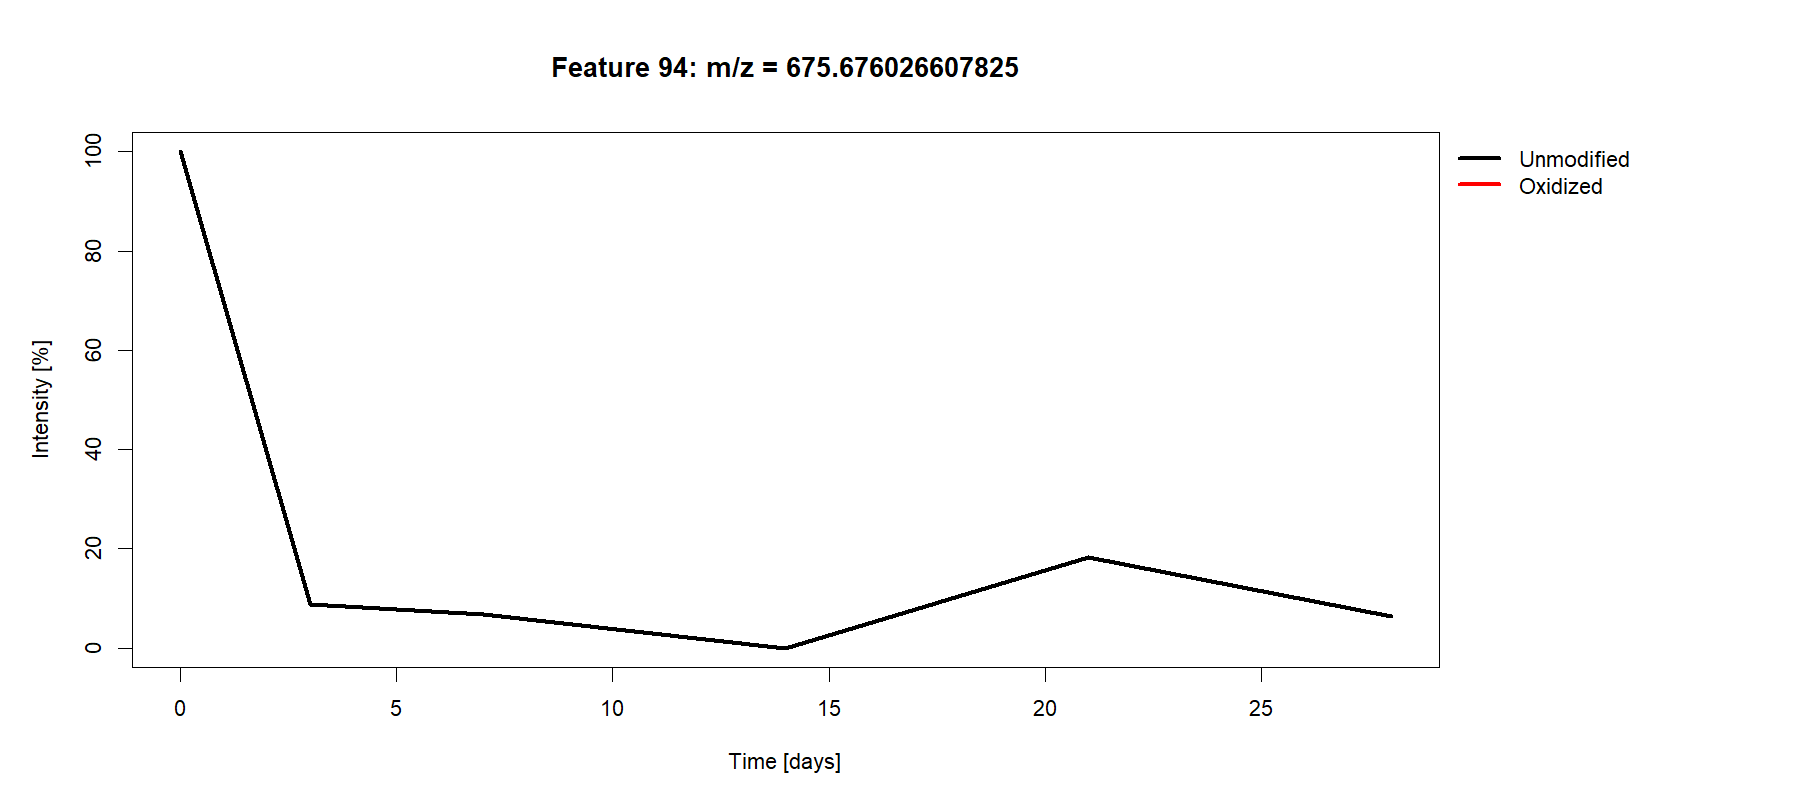 Feature 94: m/z = 675.676026607825
Unmodified
Oxidized
Intensity [%]
100
80
60
40
20
0
0 5 10 15 20 25
Time [days]